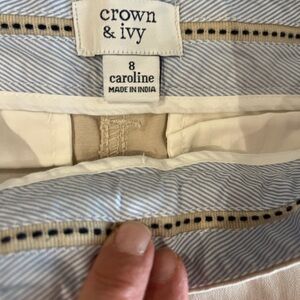 crown
& ivy
8
caroline
MADE IN INDIA